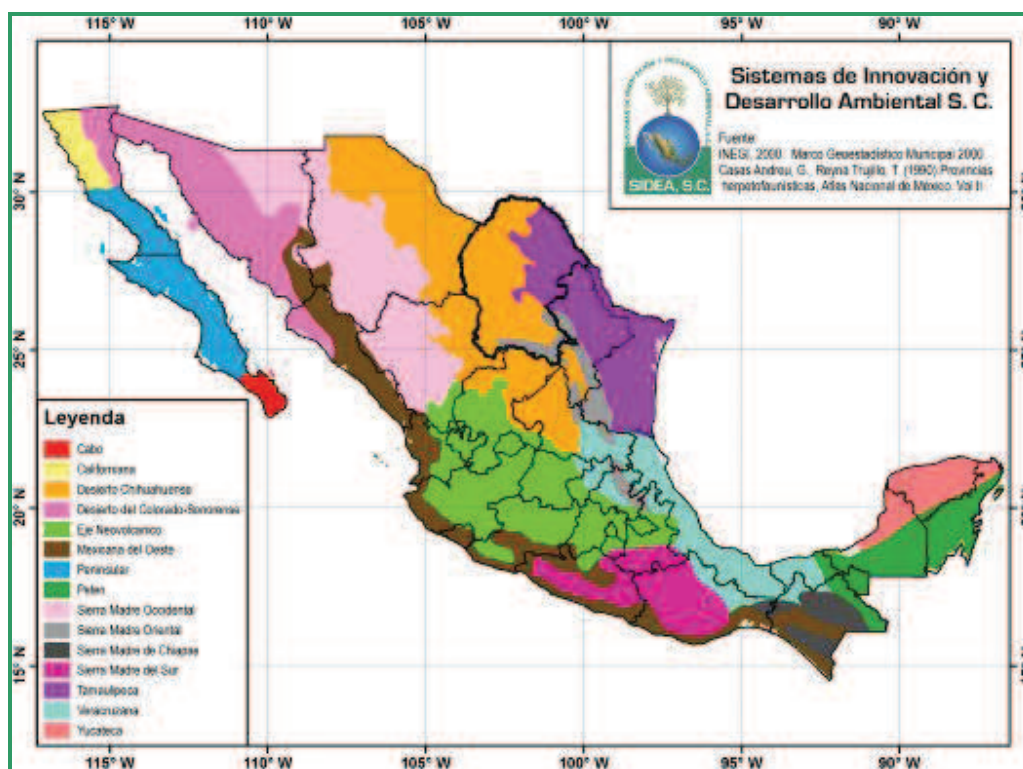 115° W 110° W 105° W 100° W 95° W 90° W
Sistemas de Innovación y
Desarrollo Ambiental S. C.
Fuente
INEGI, 2000. Marco Geoestadístico Municipal 2000
Casas Andreu, G., Reyna Trujillo, T. (1990) Provincias
herpetofaunísticas, Atlas Nacional de México. Vol II
SIDEA, S.C.
30° N
25° N
20° N
15° N
Leyenda
Cabo
Californiana
Desierto Chihuahuense
Desierto del Colorado-Sonorense
Eje Neovolcanico
Mexicana del Oeste
Peninsular
Peten
Sierra Madre Occidental
Sierra Madre Oriental
Sierra Madre de Chiapas
Sierra Madre del Sur
Tamaulipeca
Veracruzana
Yucateca
115° W 110° W 105° W 100° W 95° W 90° W